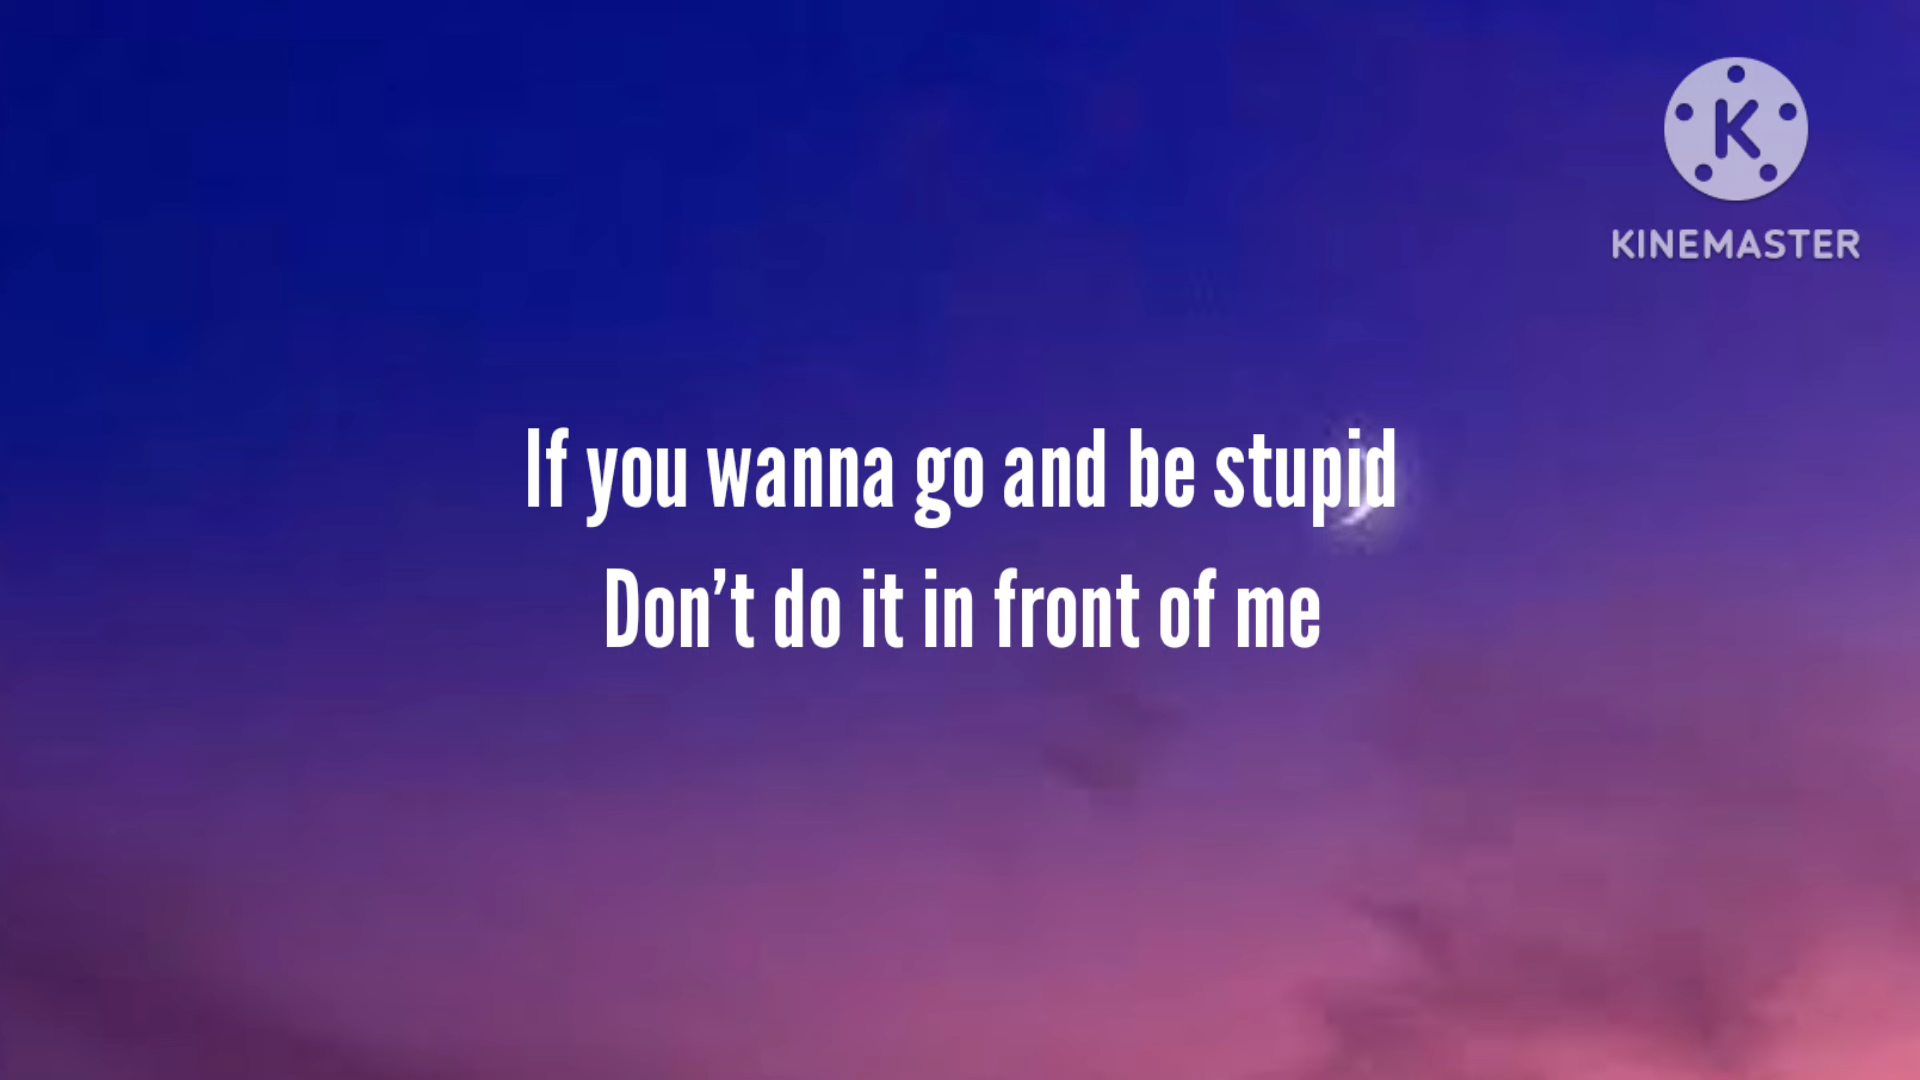 K
KINEMASTER
If you wanna go and be stupid
Don’t do it in front of me